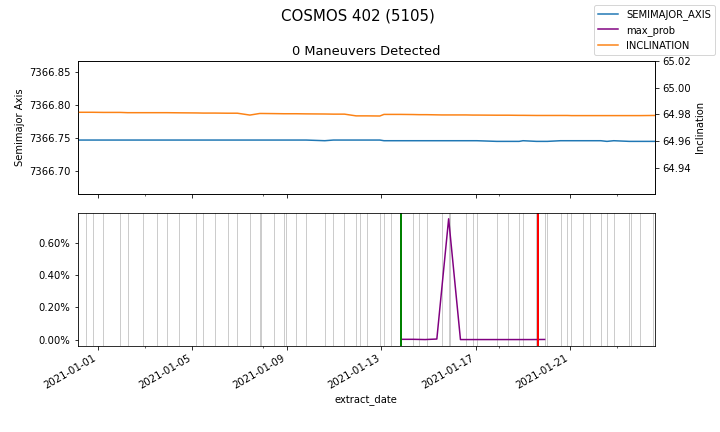 COSMOS 402 (5105)
SEMIMAJOR_AXIS
max_prob
INCLINATION
0 Maneuvers Detected
7366.85
7366.80
7366.75
7366.70
Semimajor Axis
65.02
65.00
64.98
64.96
64.94
Inclination
0.60%
0.40%
0.20%
0.00%
2021-01-01
2021-01-05
2021-01-09
2021-01-13
2021-01-17
2021-01-21
extract_date